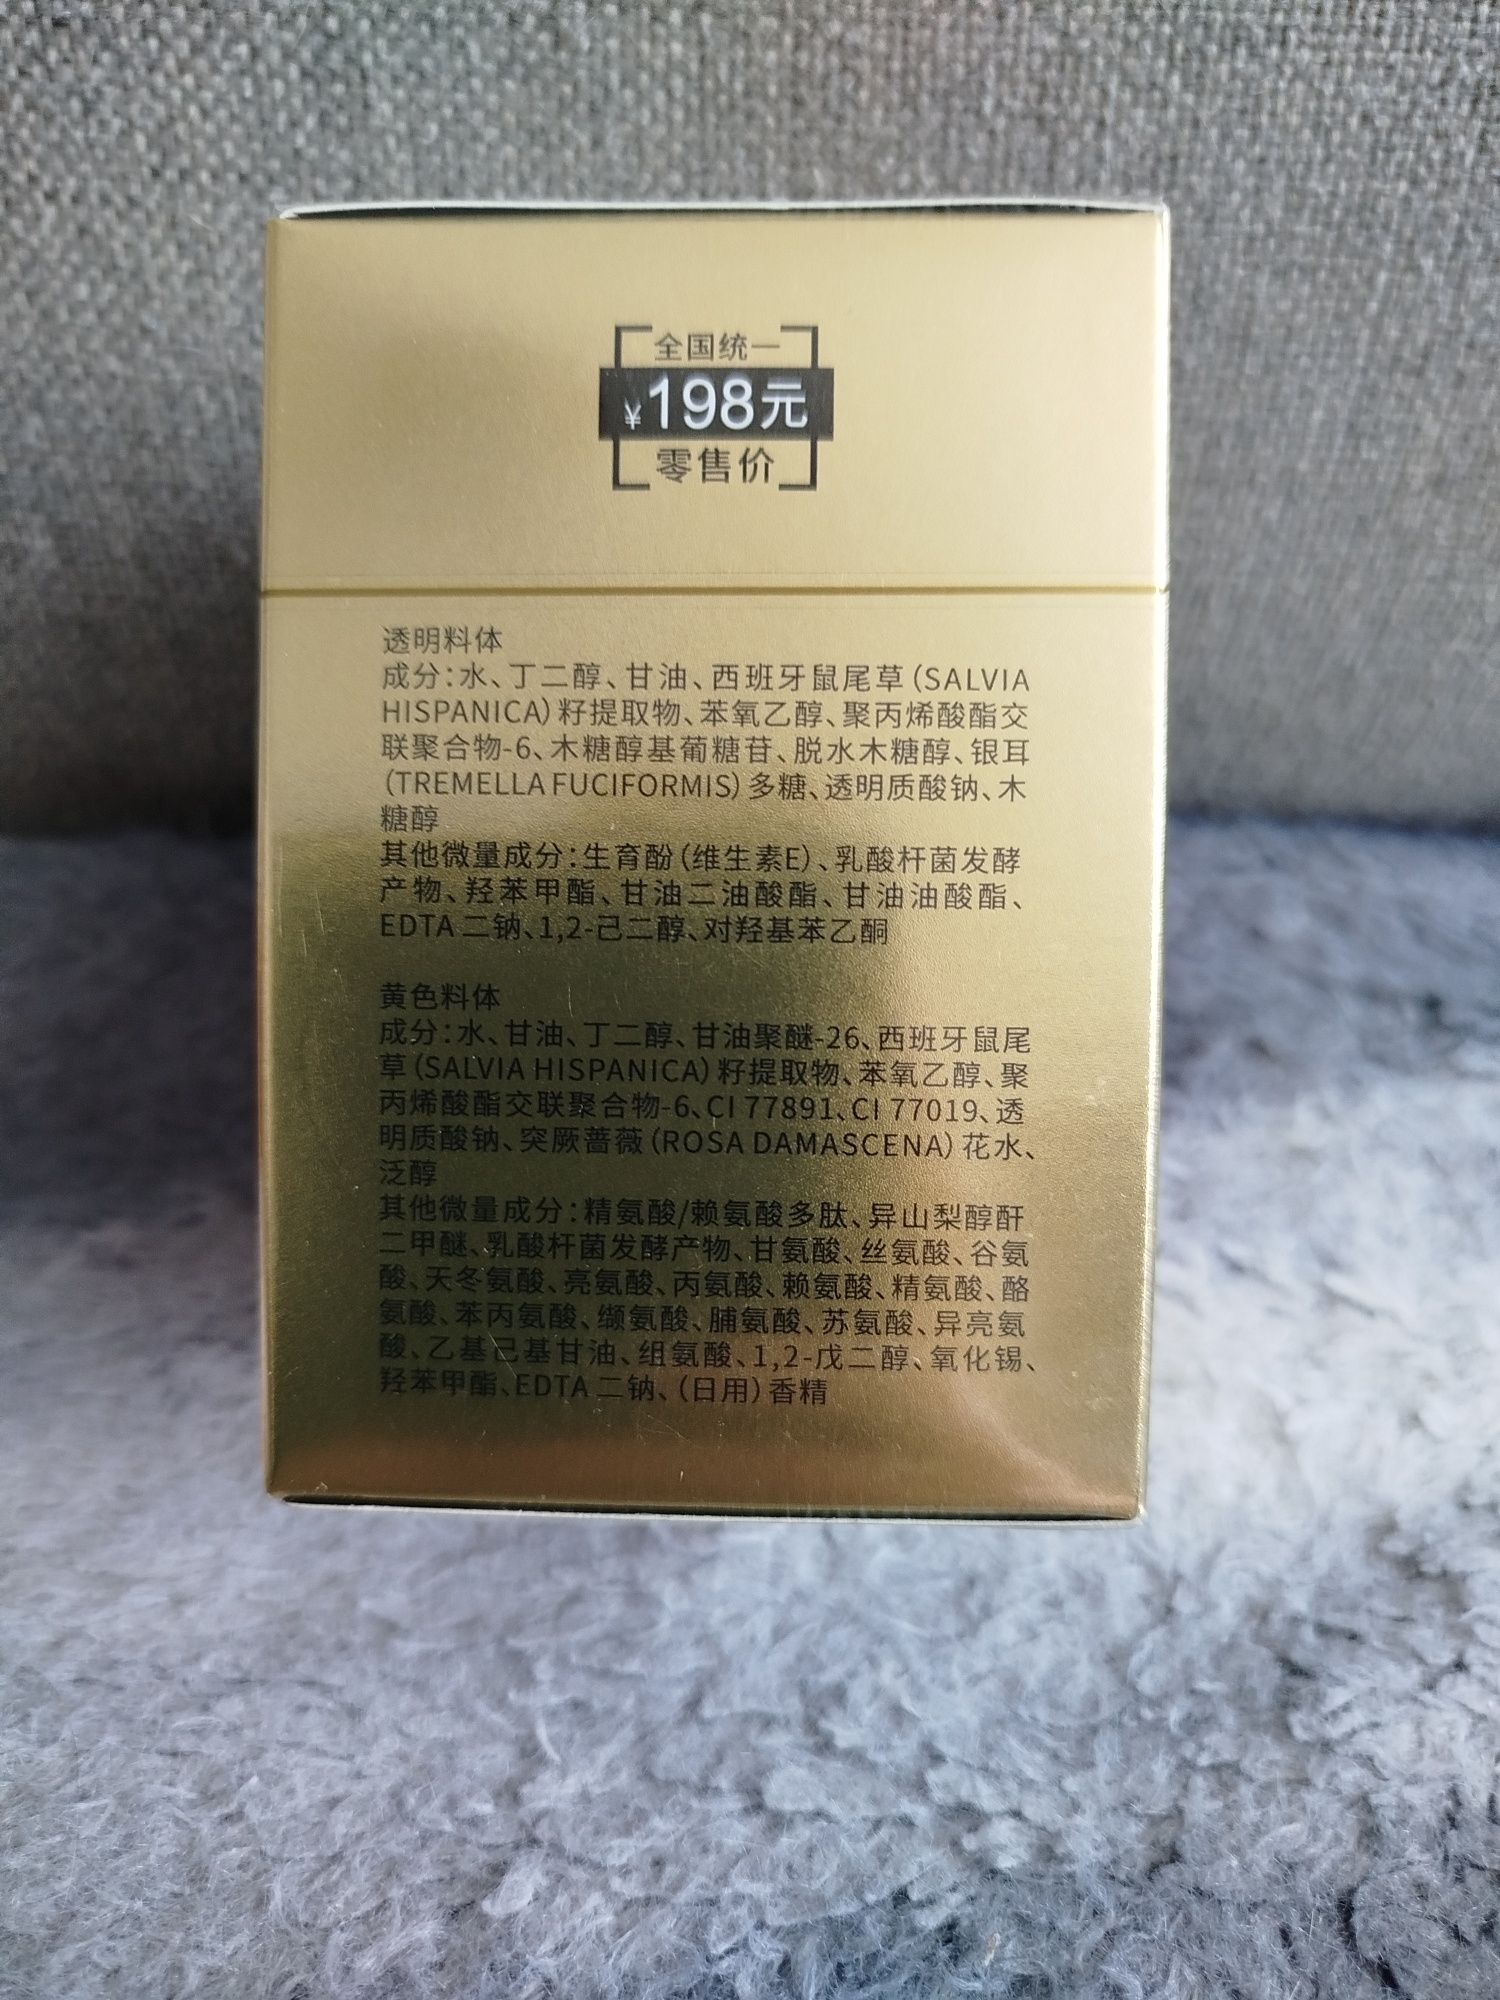 全国统一
¥198元
零售价
透明料体
成分:水、丁二醇、甘油、西班牙鼠尾草(SALVIA
HISPANICA)籽提取物、苯氧乙醇、聚丙烯酸酯交
联聚合物-6、木糖醇基葡糖苷、脱水木糖醇、银耳
(TREMELLA FUCIFORMIS)多糖、透明质酸钠、木
糖醇
其他微量成分:生育酚(维生素E)、乳酸杆菌发酵
产物、羟苯甲酯、甘油二油酸酯、甘油油酸酯、
EDTA 二钠、1,2-己二醇、对羟基苯乙酮
黄色料体
成分:水、甘油、丁二醇、甘油聚醚-26、西班牙鼠尾
草(SALVIA HISPANICA)籽提取物、苯氧乙醇、聚
丙烯酸酯交联聚合物-6、CI 77891、CI 77019、透
明质酸钠、突厥蔷薇(ROSA DAMASCENA)花水、
泛醇
其他微量成分:精氨酸/赖氨酸多肽、异山梨醇酐
二甲醚、乳酸杆菌发酵产物、甘氨酸、丝氨酸、谷氨
酸、天冬氨酸、亮氨酸、丙氨酸、赖氨酸、精氨酸、酪
氨酸、苯丙氨酸、缬氨酸、脯氨酸、苏氨酸、异亮氨
酸、乙基己基甘油、组氨酸、1,2-戊二醇、氧化锡、
羟苯甲酯、EDTA 二钠、(日用)香精